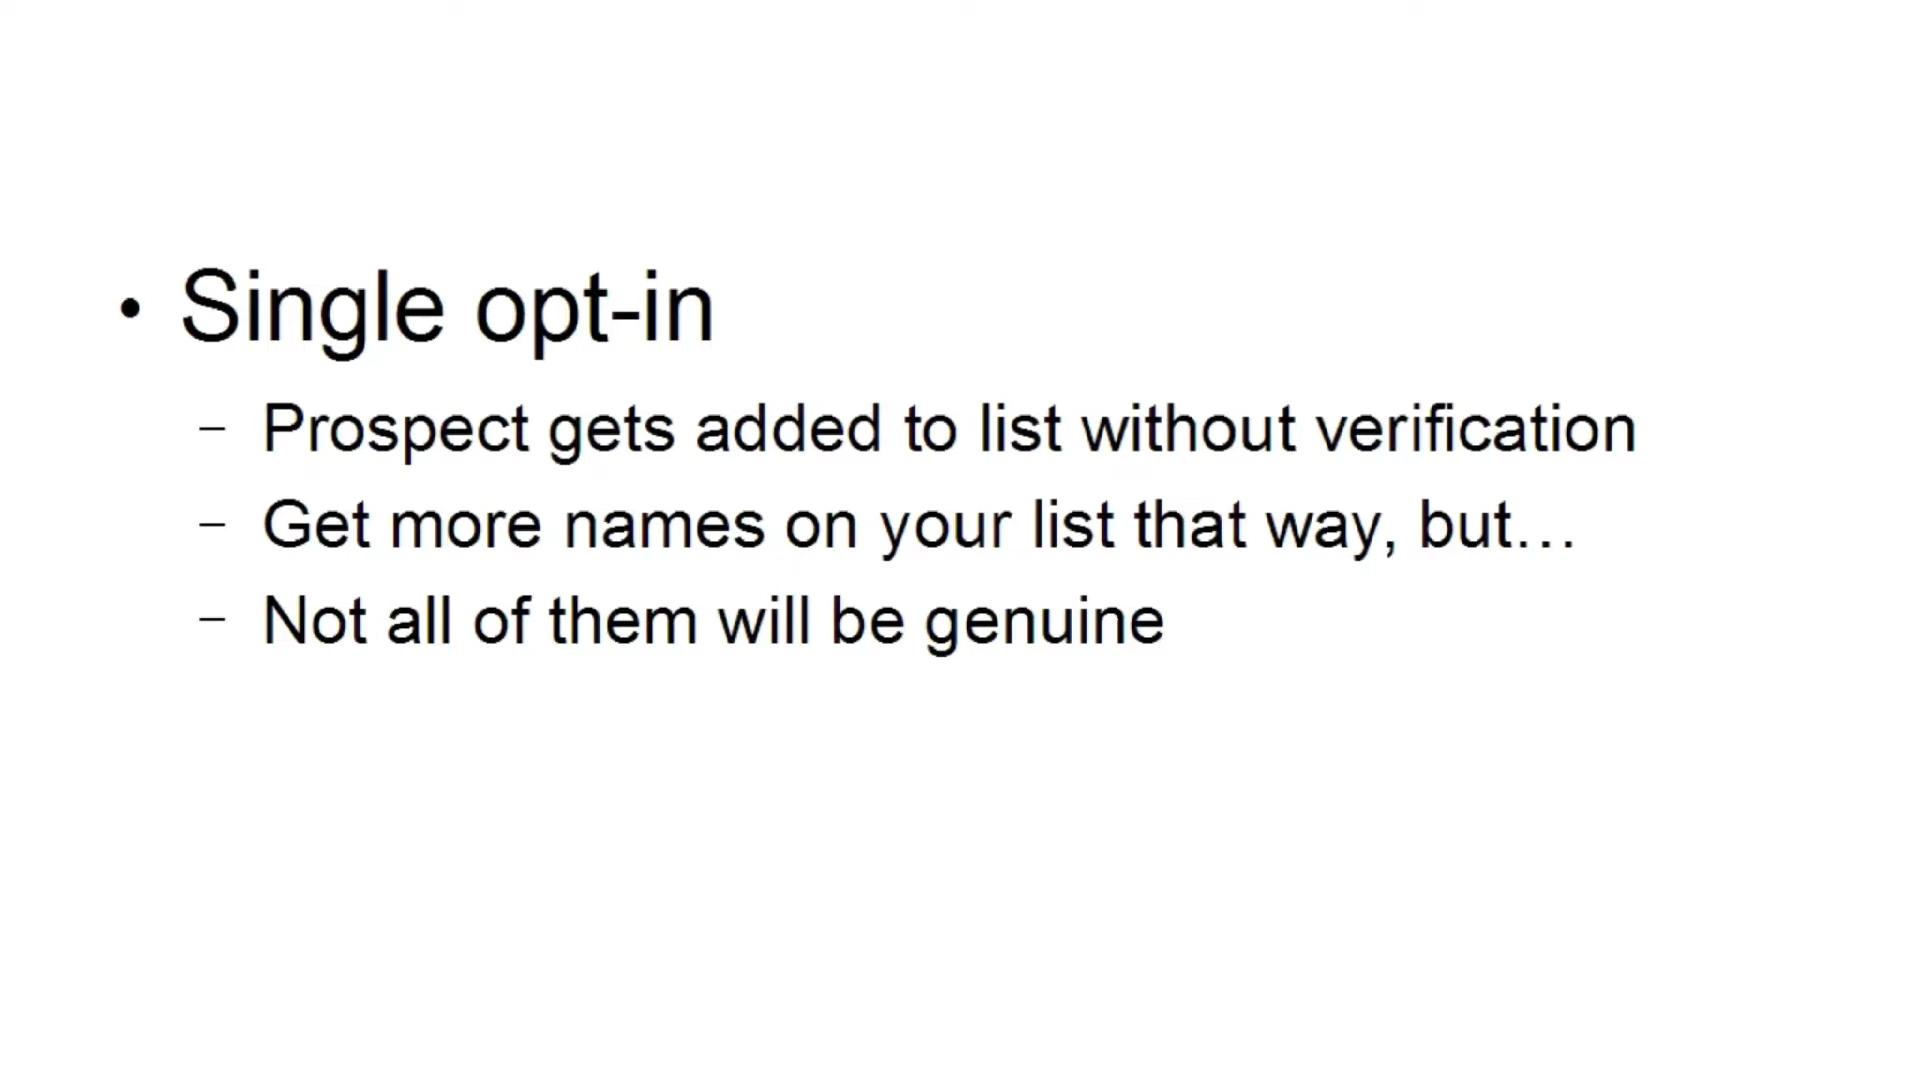 • Single opt-in
– Prospect gets added to list without verification
– Get more names on your list that way, but…
– Not all of them will be genuine